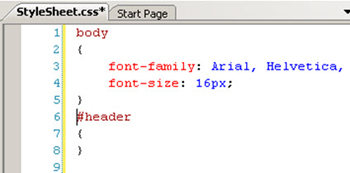 StyleSheet.css* Start Page
1 body
2 {
3 font-family: Arial, Helvetica,
4 font-size: 16px;
5 }
6 #header
7 {
8 }
9